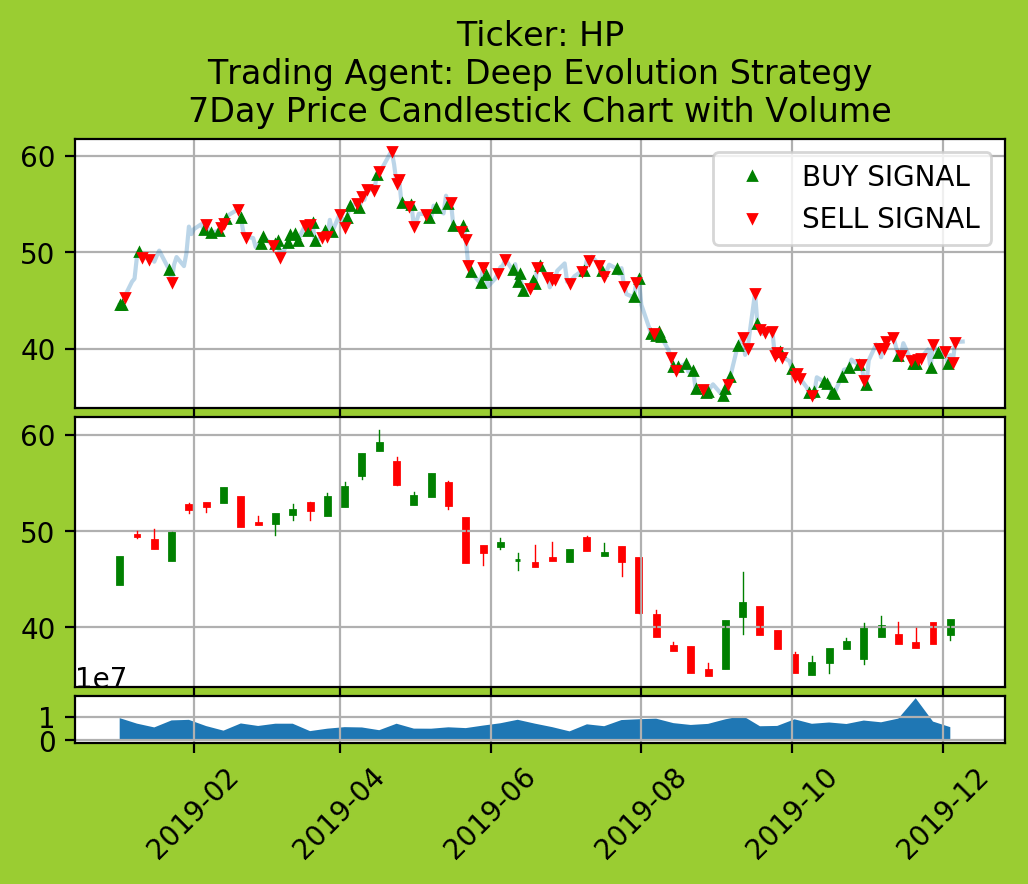 Ticker: HP
Trading Agent: Deep Evolution Strategy
7Day Price Candlestick Chart with Volume
60
50
40
BUY SIGNAL
SELL SIGNAL
60
50
40
1e7
1
0
2019-02
2019-04
2019-06
2019-08
2019-10
2019-12